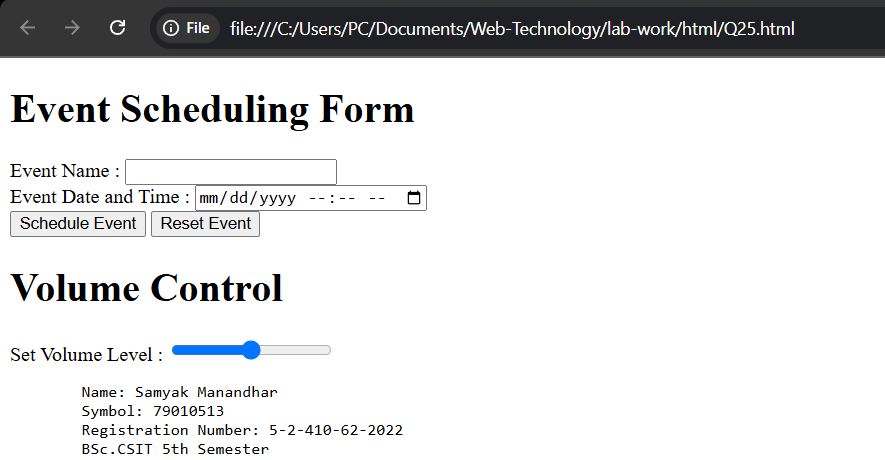 File file:///C:/Users/PC/Documents/Web-Technology/lab-work/html/Q25.html
Event Scheduling Form
Event Name :
Event Date and Time : mm/dd/yyyy --:-- --
Schedule Event Reset Event
Volume Control
Set Volume Level :
Name: Samyak Manandhar
Symbol: 79010513
Registration Number: 5-2-410-62-2022
BSc.CSIT 5th Semester